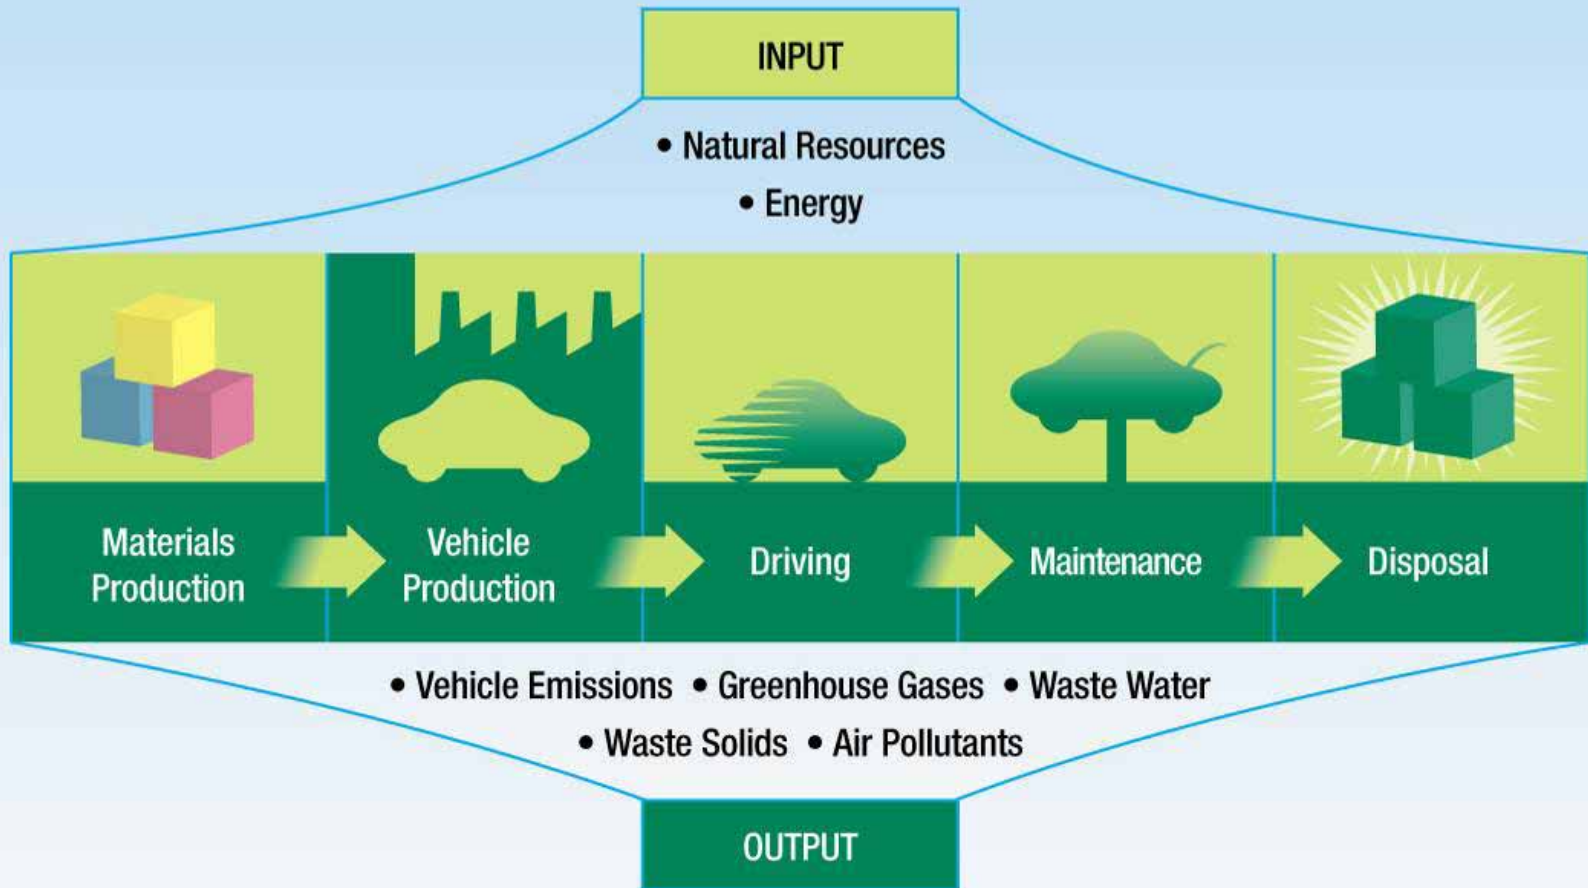 INPUT
• Natural Resources
• Energy
Materials
Production
Vehicle
Production
Driving
Maintenance
Disposal
• Vehicle Emissions • Greenhouse Gases • Waste Water
• Waste Solids • Air Pollutants
OUTPUT